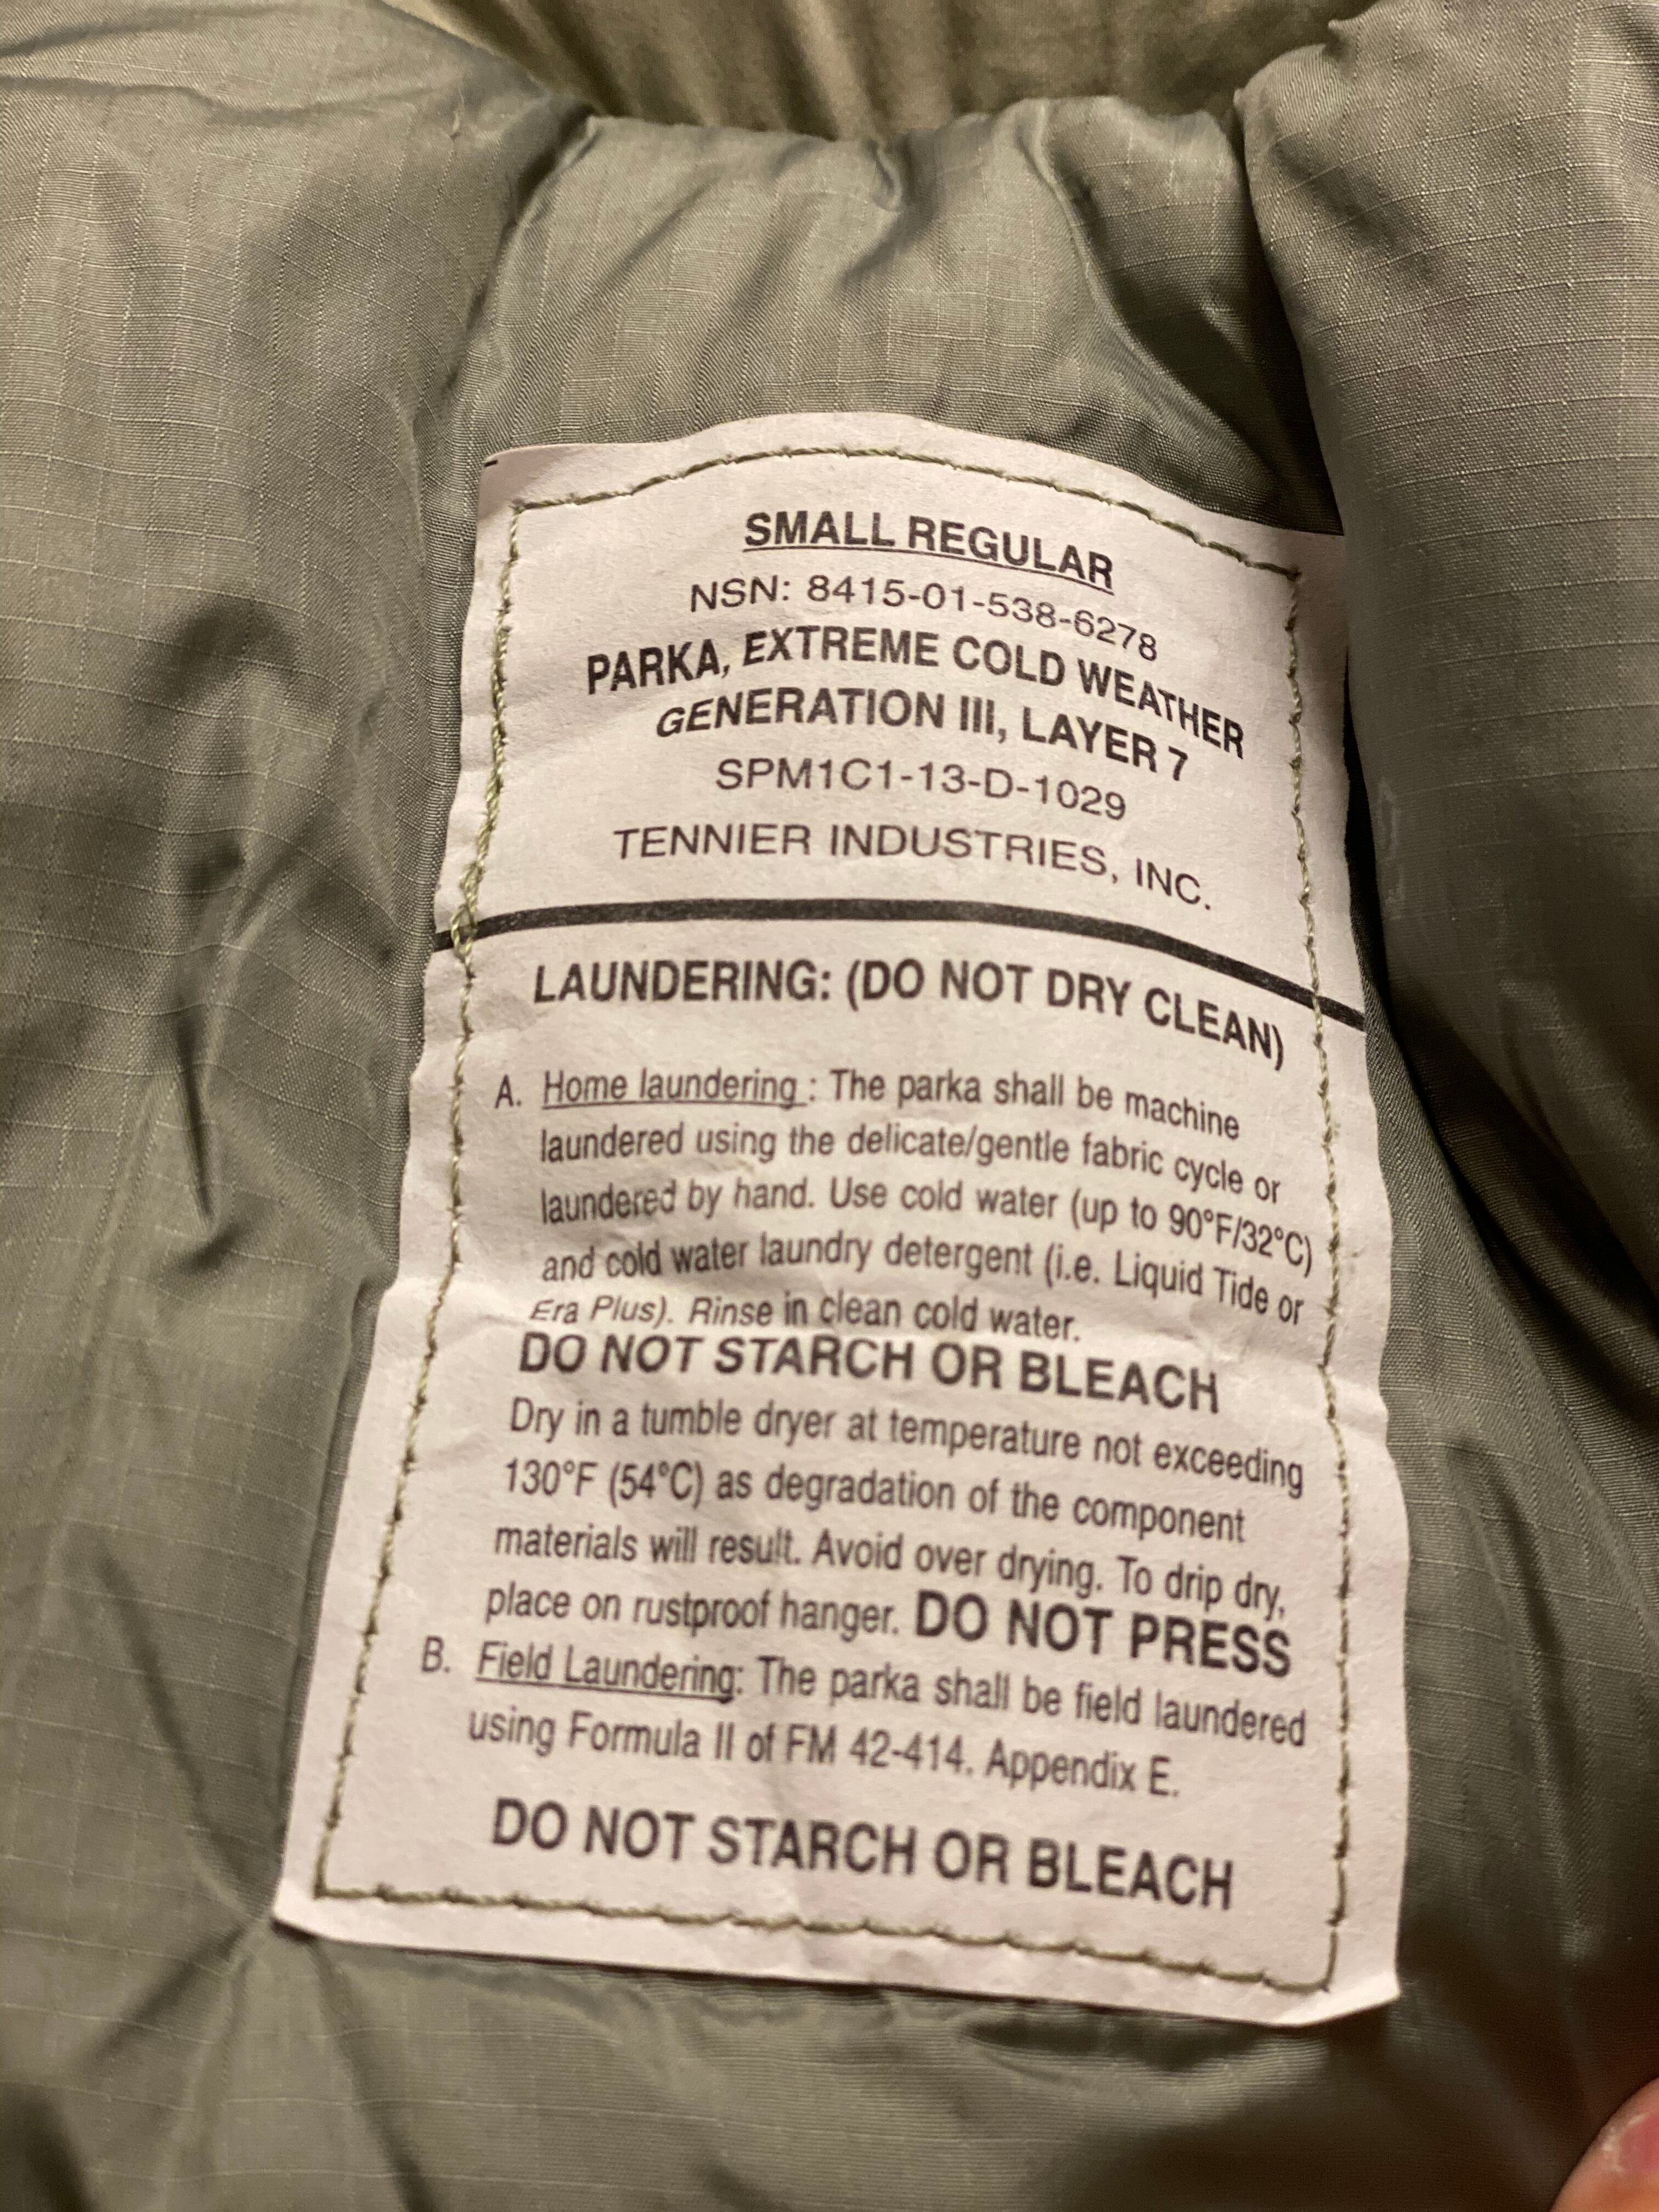 SMALL REGULAR
NSN: 8415-01-538-6278
PARKA, EXTREME COLD WEATHER
GENERATION III, LAYER 7
SPM1C1-13-D-1029
TENNIER INDUSTRIES, INC.
LAUNDERING: (DO NOT DRY CLEAN)
A. Home laundering : The parka shall be machine
laundered using the delicate/gentle fabric cycle or
laundered by hand. Use cold water (up to 90°F/32°C)
and cold water laundry detergent (i.e. Liquid Tide or
Era Plus). Rinse in clean cold water.
DO NOT STARCH OR BLEACH
Dry in a tumble dryer at temperature not exceeding
130°F (54°C) as degradation of the component
materials will result. Avoid over drying. To drip dry,
place on rustproof hanger. DO NOT PRESS
B. Field Laundering: The parka shall be field laundered
using Formula II of FM 42-414. Appendix E.
DO NOT STARCH OR BLEACH